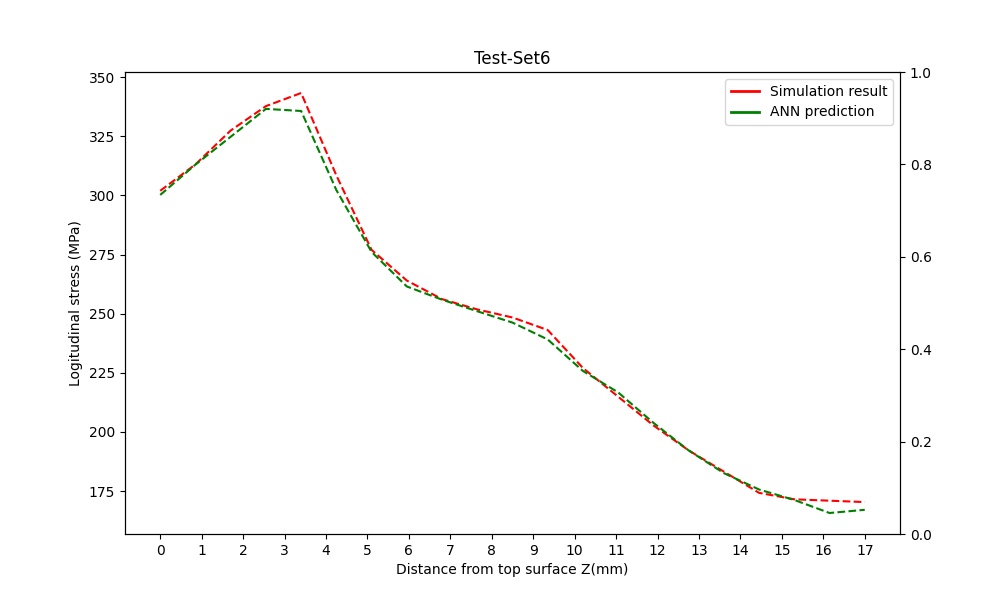 Test-Set6
Simulation result
ANN prediction
Logitudinal stress (MPa)
350
325
300
275
250
225
200
175
1.0
0.8
0.6
0.4
0.2
0.0
0 1 2 3 4 5 6 7 8 9 10 11 12 13 14 15 16 17
Distance from top surface Z(mm)